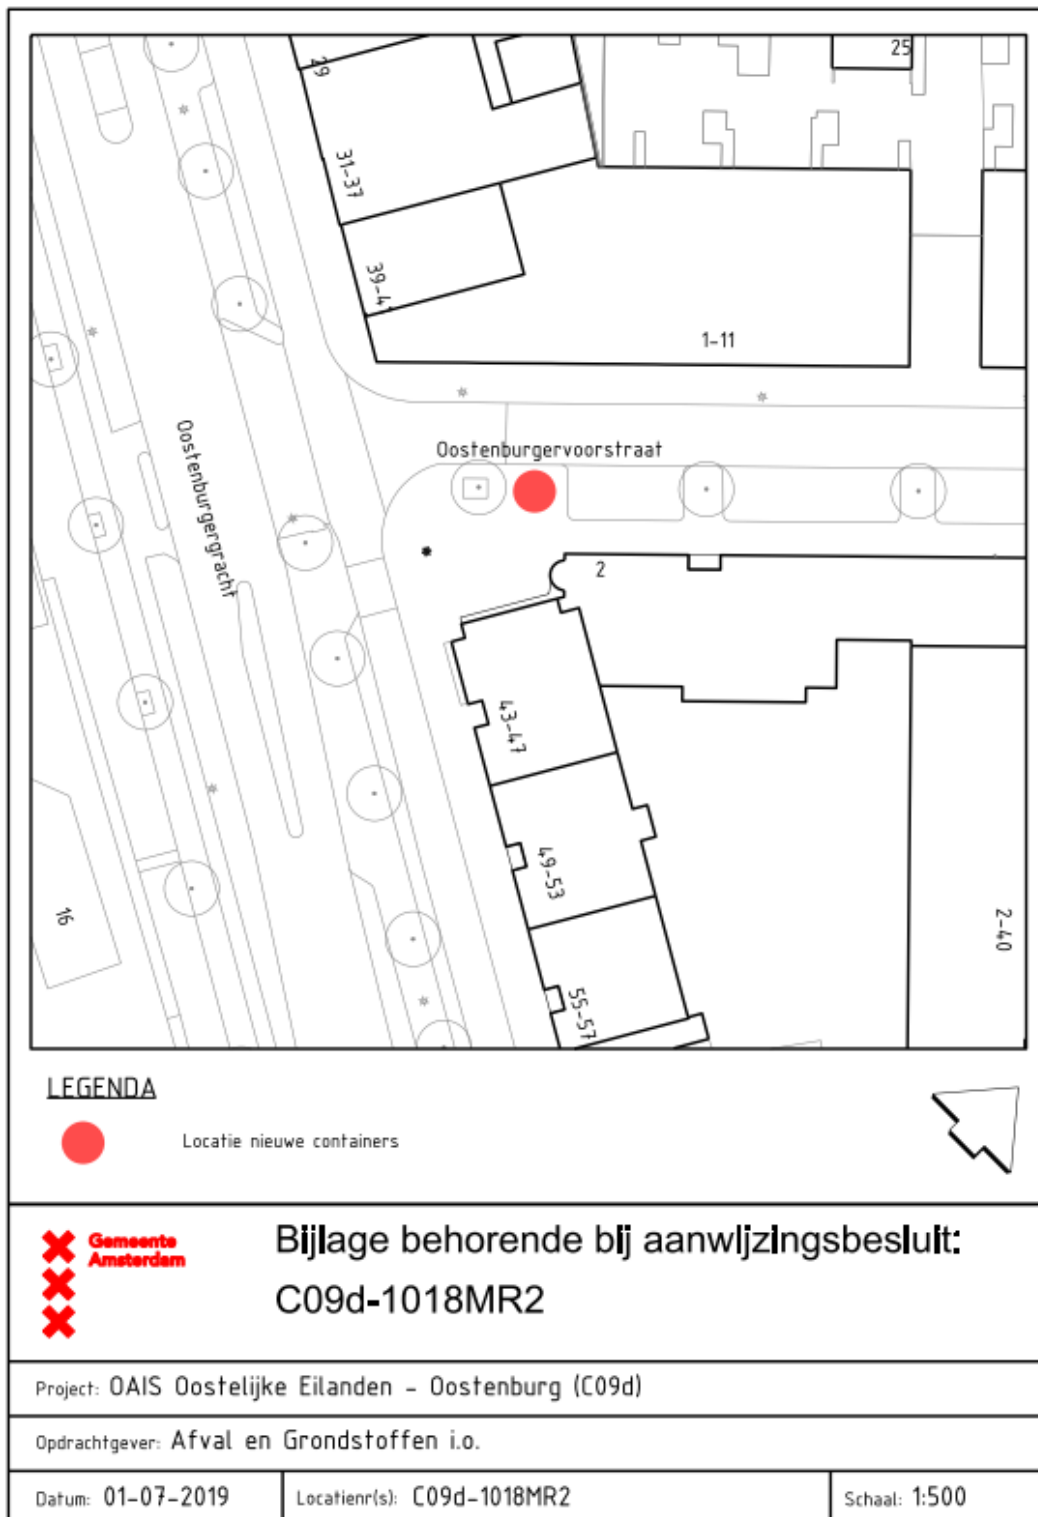 29
25
31-37
39-41
1-11
Oostenburgervoorstraat
Oostenburgergracht
2
43-47
49-53
16
2-40
55-57
LEGENDA
Locatie nieuwe containers
Gemeente
Amsterdam
Bijlage behorende bij aanwijzingsbesluit:
C09d-1018MR2
Project: OAIS Oostelijke Eilanden - Oostenburg (C09d)
Opdrachtgever: Afval en Grondstoffen i.o.
Datum: 01-07-2019
Locatienr(s): C09d-1018MR2
Schaal: 1:500